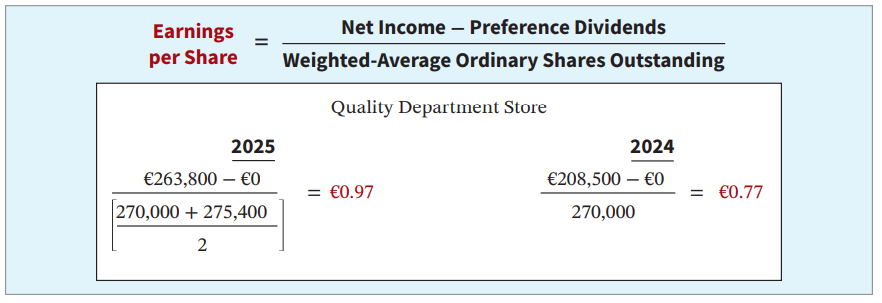 Earnings per Share = Net Income – Preference Dividends
Weighted-Average Ordinary Shares Outstanding
Quality Department Store
2025
€263,800 – €0
270,000 + 275,400
2
= €0.97
2024
€208,500 – €0
270,000
= €0.77